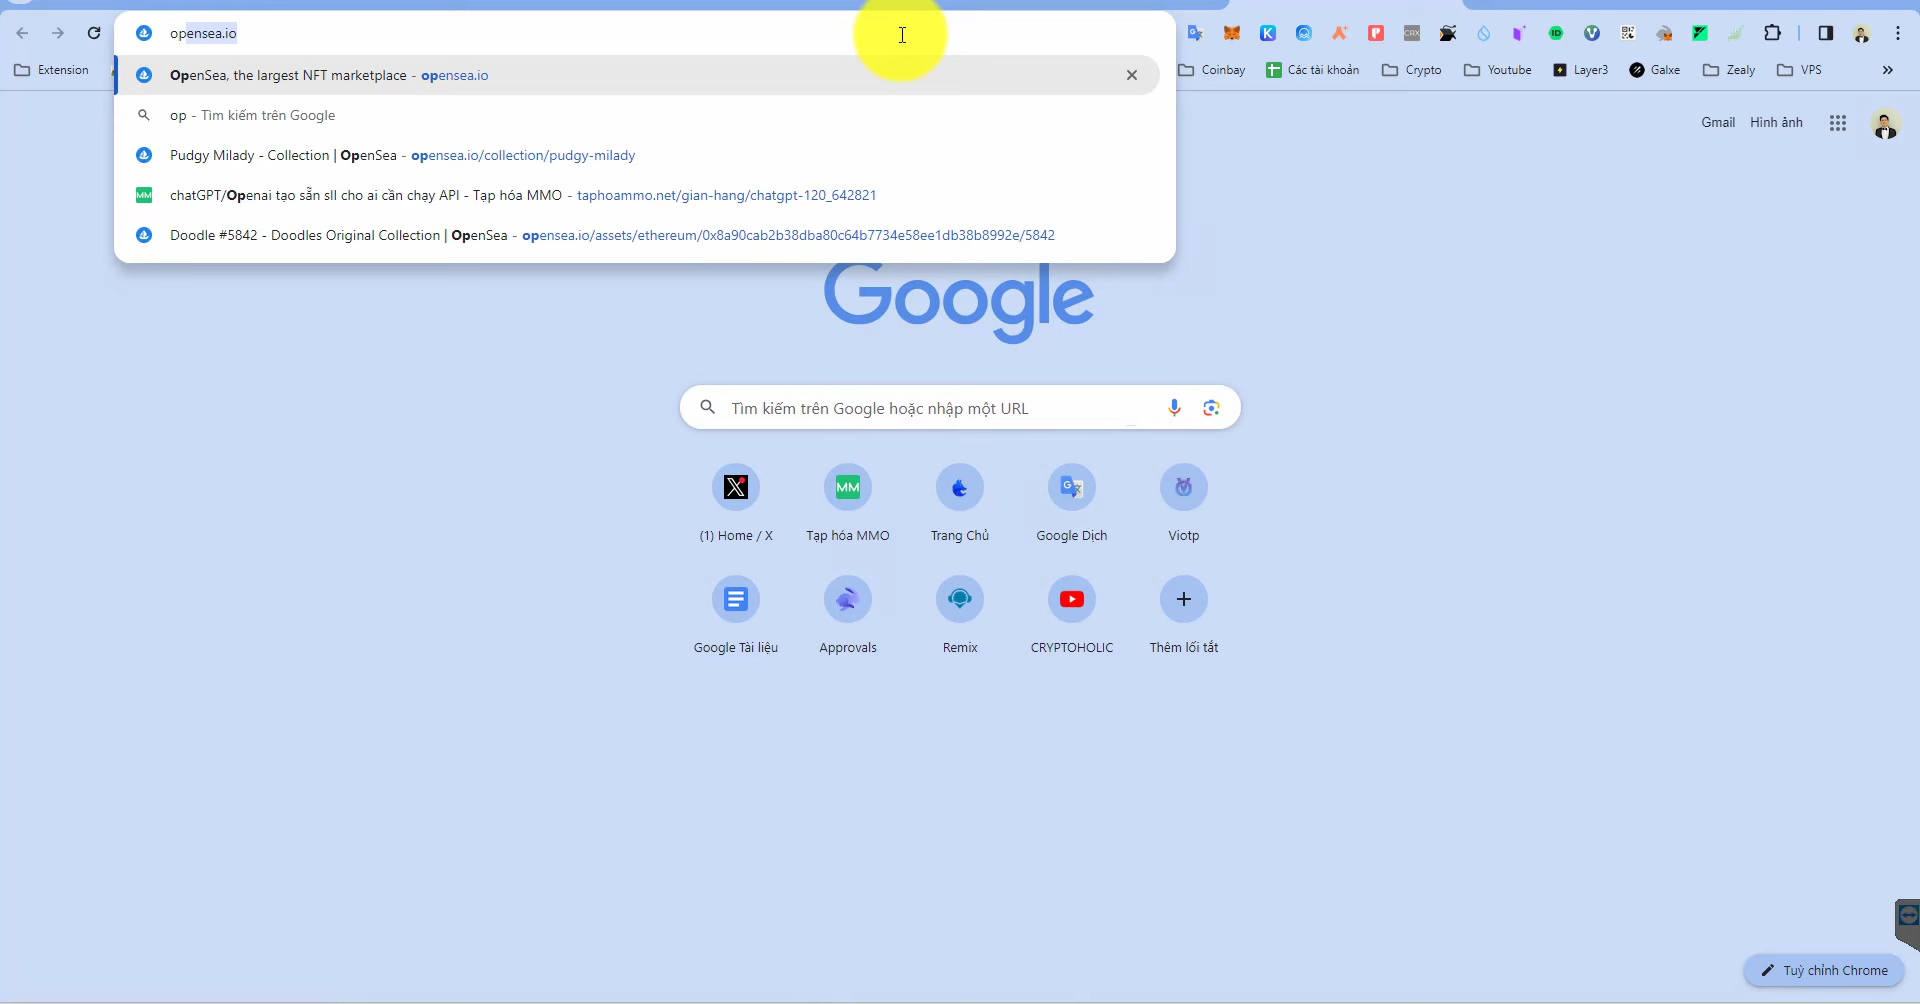 opensea.io
Extension
Coinbay
Các tài khoản
Crypto
Youtube
Layer3
Galxe
Zealy
VPS
OpenSea, the largest NFT marketplace - opensea.io
op - Tìm kiếm trên Google
Pudgy Milady - Collection | OpenSea - opensea.io/collection/pudgy-milady
chatGPT/Openai tạo sẵn sll cho ai cần chạy API - Tạp hóa MMO - taphoammo.net/gian-hang/chatgpt-120_642821
Doodle #5842 - Doodles Original Collection | OpenSea - opensea.io/assets/ethereum/0x8a90cab2b38dba80c64b7734e58ee1db38b8992e/5842
Gmail
Hình ảnh
Google
Tìm kiếm trên Google hoặc nhập một URL
(1) Home / X
Tạp hóa MMO
Trang Chủ
Google Dịch
Viotp
Google Tài liệu
Approvals
Remix
CRYPTOHOLIC
Thêm lối tắt
Tuỳ chỉnh Chrome